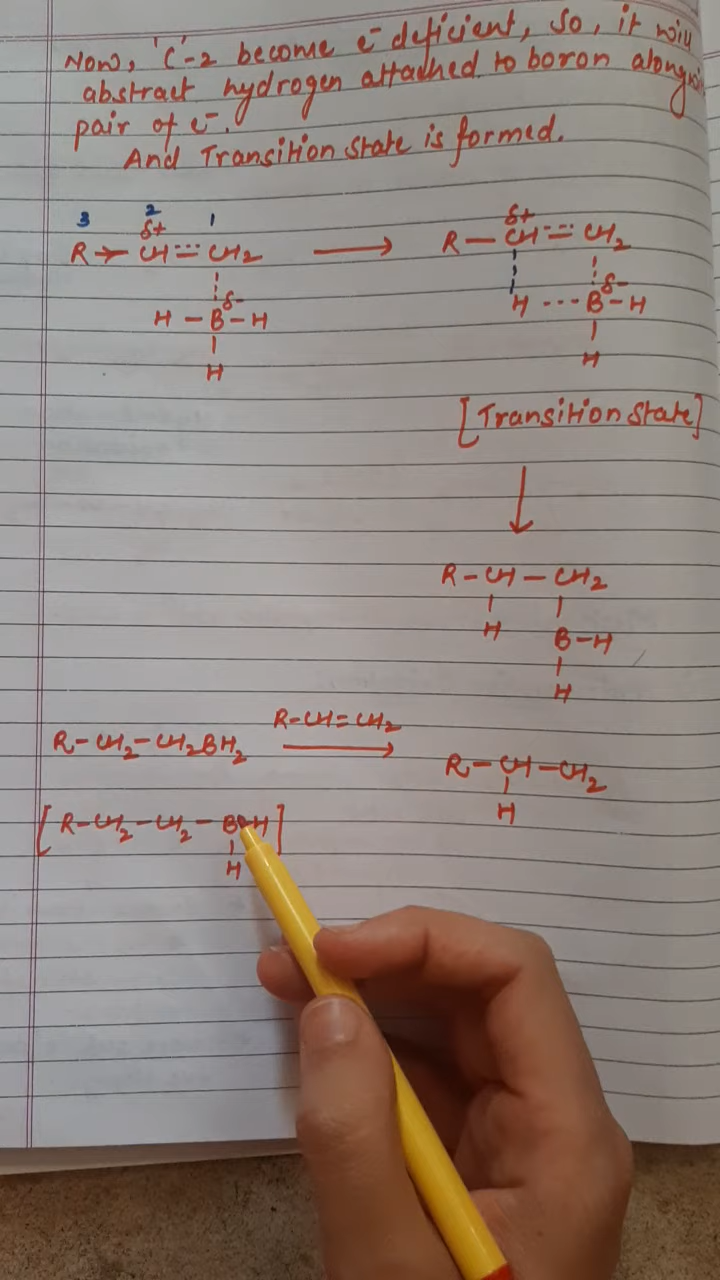 Now, 'C'-2 become e⁻ deficient, So, it will
abstract hydrogen attached to boron along
pair of e⁻.
And Transition State is formed.
3 2 1
δ+
R → CH == CH2
δ-
H - B - H
H
δ+
R - CH == CH2
δ-
H --- B - H
H
[Transition State]
R - CH - CH2
H B - H
H
R - CH2 - CH2BH2
R-CH=CH2
R - CH - CH2
H
[R-CH2-CH2-B-H]
H